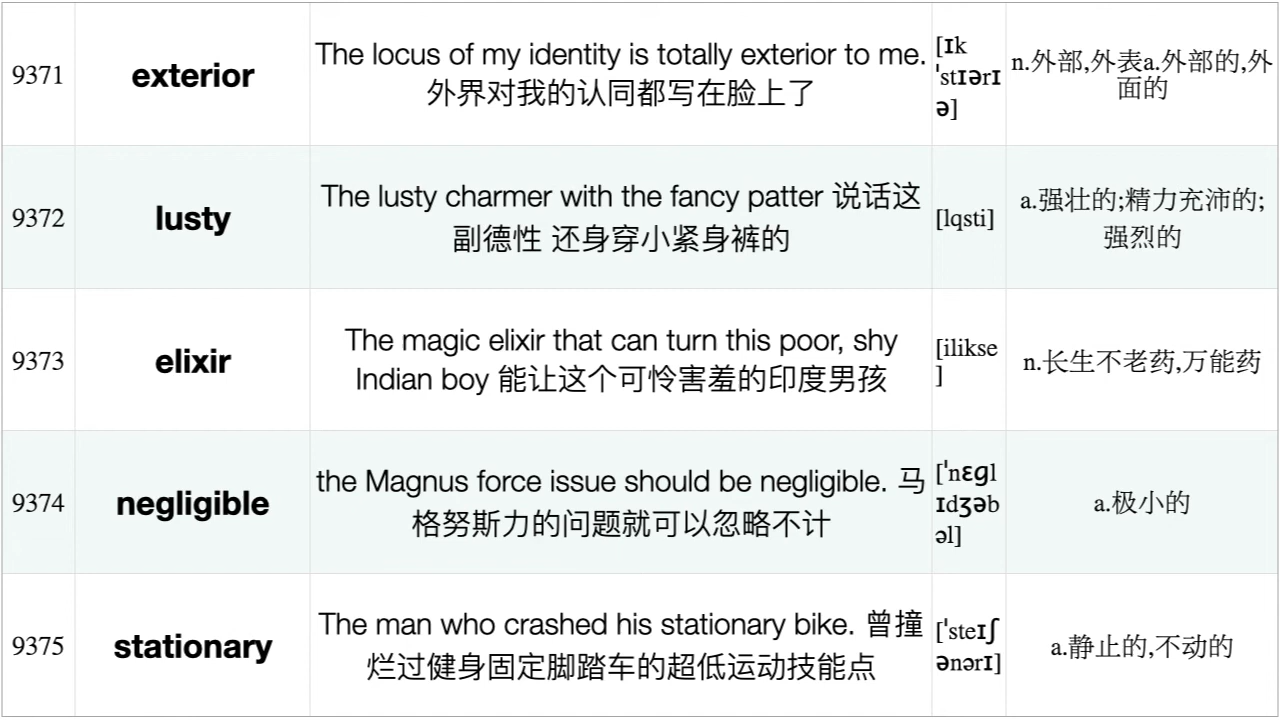 9371
exterior
The locus of my identity is totally exterior to me.
外界对我的认同都写在脸上了
[ɪk
ˈstɪərɪ
ə]
n.外部,外表a.外部的,外
面的
9372
lusty
The lusty charmer with the fancy patter 说话这
副德性 还身穿小紧身裤的
[lqsti]
a.强壮的;精力充沛的;
强烈的
9373
elixir
The magic elixir that can turn this poor, shy
Indian boy 能让这个可怜害羞的印度男孩
[ilikse
]
n.长生不老药,万能药
9374
negligible
the Magnus force issue should be negligible. 马
格努斯力的问题就可以忽略不计
[ˈnɛɡl
ɪdʒəb
əl]
a.极小的
9375
stationary
The man who crashed his stationary bike. 曾撞
烂过健身固定脚踏车的超低运动技能点
[ˈsteɪʃ
ənərɪ]
a.静止的,不动的